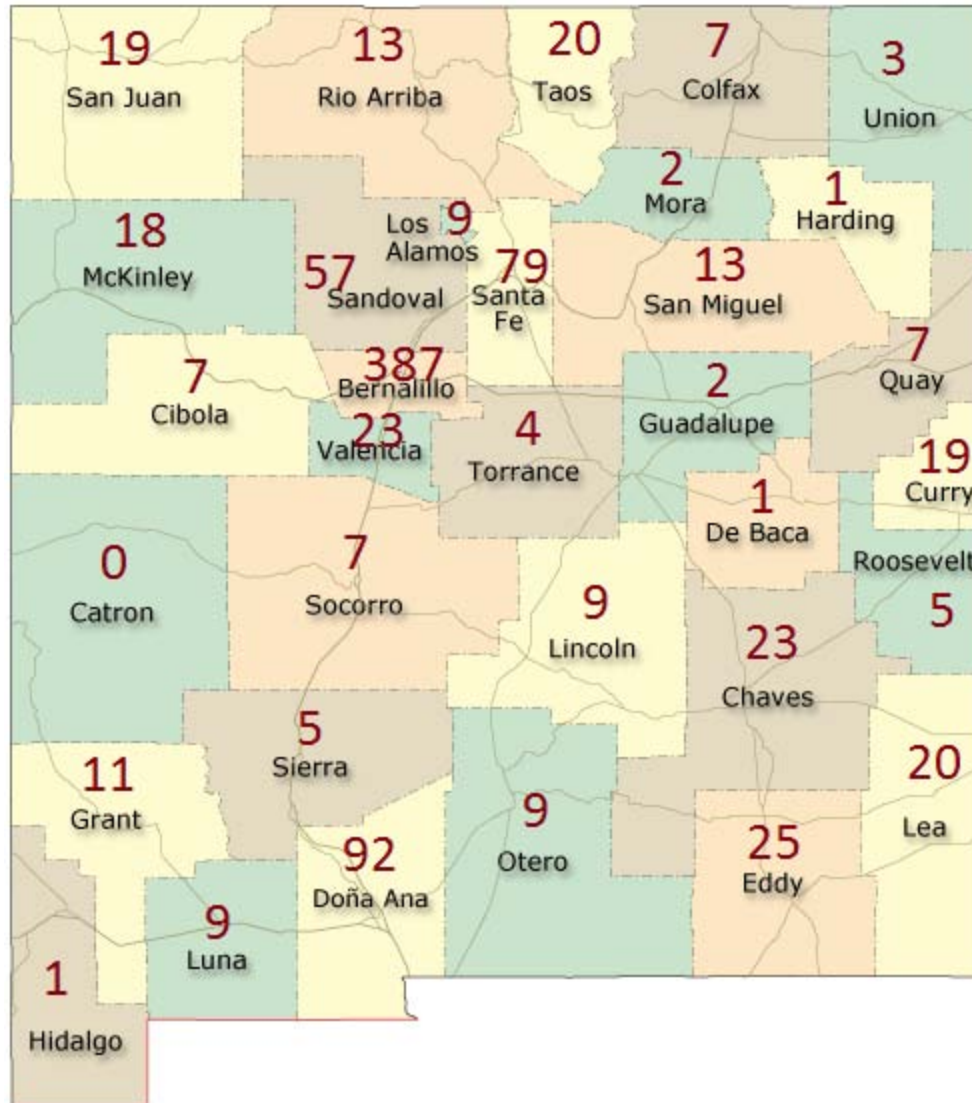 19
San Juan
13
Rio Arriba
20
Taos
7
Colfax
3
Union
18
McKinley
57
Sandoval
Los
Alamos
9
79
Santa
Fe
2
Mora
1
Harding
13
San Miguel
7
Cibola
387
Bernalillo
23
Valencia
4
Torrance
2
Guadalupe
7
Quay
19
Curry
0
Catron
7
Socorro
9
Lincoln
1
De Baca
Roosevelt
5
23
Chaves
11
Grant
5
Sierra
20
Lea
92
Doña Ana
9
Otero
25
Eddy
9
Luna
1
Hidalgo